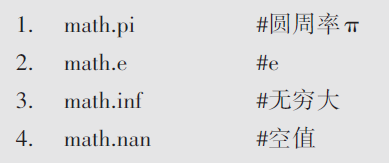 1. math.pi #圆周率π
2. math.e #e
3. math.inf #无穷大
4. math.nan #空值